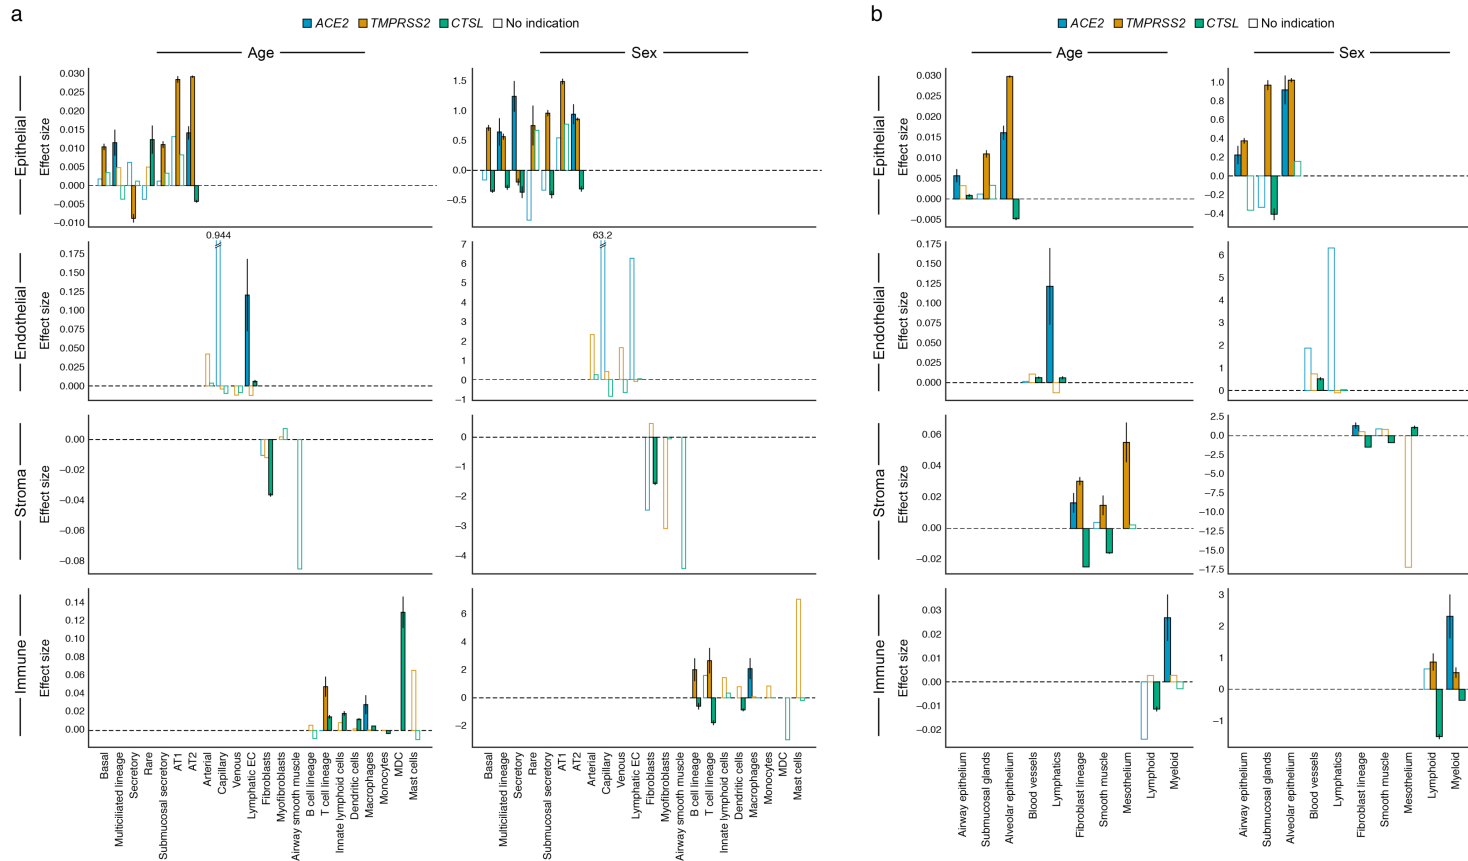 a
ACE2 TMPRSS2 CTSL No indication
Age
Sex
Epithelial
Effect size
0.030
0.025
0.020
0.015
0.010
0.005
0.000
−0.005
−0.010
1.5
1.0
0.5
0.0
−0.5
Endothelial
Effect size
0.944
0.175
0.150
0.125
0.100
0.075
0.050
0.025
0.000
63.2
7
6
5
4
3
2
1
0
−1
Stroma
Effect size
0.00
−0.02
−0.04
−0.06
−0.08
0
−1
−2
−3
−4
Immune
Effect size
0.14
0.12
0.10
0.08
0.06
0.04
0.02
0.00
6
4
2
0
−2
Basal
Multiciliated lineage
Secretory
Rare
Submucosal secretory
AT1
AT2
Arterial
Capillary
Venous
Lymphatic EC
Fibroblasts
Myofibroblasts
Airway smooth muscle
B cell lineage
T cell lineage
Innate lymphoid cells
Dendritic cells
Macrophages
Monocytes
MDC
Mast cells
Basal
Multiciliated lineage
Secretory
Rare
Submucosal secretory
AT1
AT2
Arterial
Capillary
Venous
Lymphatic EC
Fibroblasts
Myofibroblasts
Airway smooth muscle
B cell lineage
T cell lineage
Innate lymphoid cells
Dendritic cells
Macrophages
Monocytes
MDC
Mast cells
b
ACE2 TMPRSS2 CTSL No indication
Age
Sex
Epithelial
Effect size
0.030
0.025
0.020
0.015
0.010
0.005
0.000
−0.005
1.0
0.8
0.6
0.4
0.2
0.0
−0.2
−0.4
Endothelial
Effect size
0.175
0.150
0.125
0.100
0.075
0.050
0.025
0.000
6
5
4
3
2
1
0
Stroma
Effect size
0.06
0.04
0.02
0.00
−0.02
2.5
0.0
−2.5
−5.0
−7.5
−10.0
−12.5
−15.0
−17.5
Immune
Effect size
0.03
0.02
0.01
0.00
−0.01
−0.02
3
2
1
0
−1
Airway epithelium
Submucosal glands
Alveolar epithelium
Blood vessels
Lymphatics
Fibroblast lineage
Smooth muscle
Mesothelium
Lymphoid
Myeloid
Airway epithelium
Submucosal glands
Alveolar epithelium
Blood vessels
Lymphatics
Fibroblast lineage
Smooth muscle
Mesothelium
Lymphoid
Myeloid